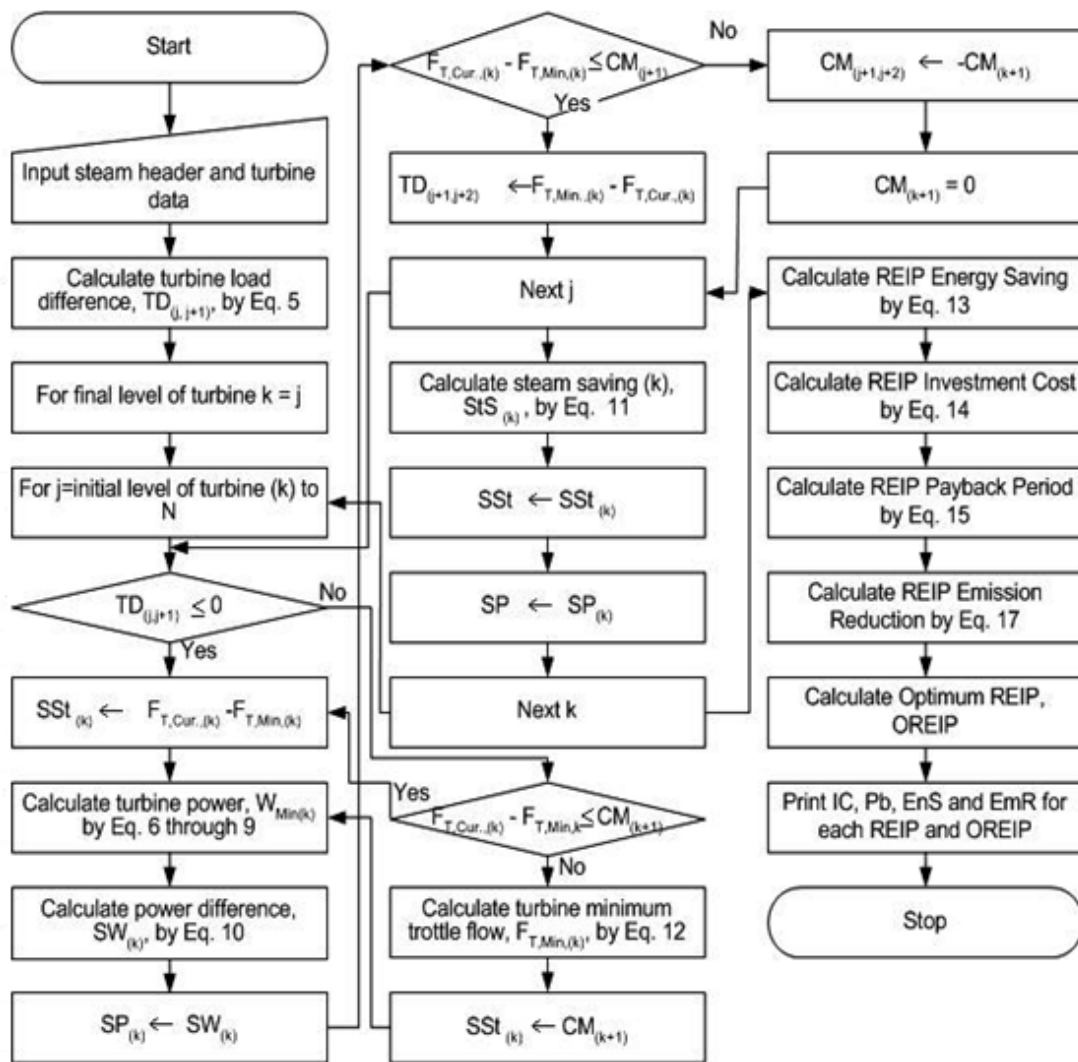 Start
Input steam header and turbine
data
Calculate turbine load
difference, TD(j, j+1), by Eq. 5
For final level of turbine k = j
For j=initial level of turbine (k) to
N
TD(j,j+1) ≤ 0
No
Yes
SSt (k) ← FT,Cur.,(k) -FT,Min,(k)
Calculate turbine power, WMin(k)
by Eq. 6 through 9
Calculate power difference,
SW(k), by Eq. 10
SP(k) ← SW(k)
FT,Cur.,(k) - FT,Min,(k) ≤ CM(j+1)
No
Yes
TD(j+1,j+2) ←FT,Min.,(k) - FT,Cur.,(k)
Next j
Calculate steam saving (k),
StS (k) , by Eq. 11
SSt ← SSt (k)
SP ← SP(k)
Next k
Yes
FT,Cur.,(k) - FT,Min,k ≤ CM(k+1)
No
Calculate turbine minimum
trottle flow, FT,Min,(k), by Eq. 12
SSt (k) ← CM(k+1)
CM(j+1,j+2) ← -CM(k+1)
CM(k+1) = 0
Calculate REIP Energy Saving
by Eq. 13
Calculate REIP Investment Cost
by Eq. 14
Calculate REIP Payback Period
by Eq. 15
Calculate REIP Emission
Reduction by Eq. 17
Calculate Optimum REIP,
OREIP
Print IC, Pb, EnS and EmR for
each REIP and OREIP
Stop